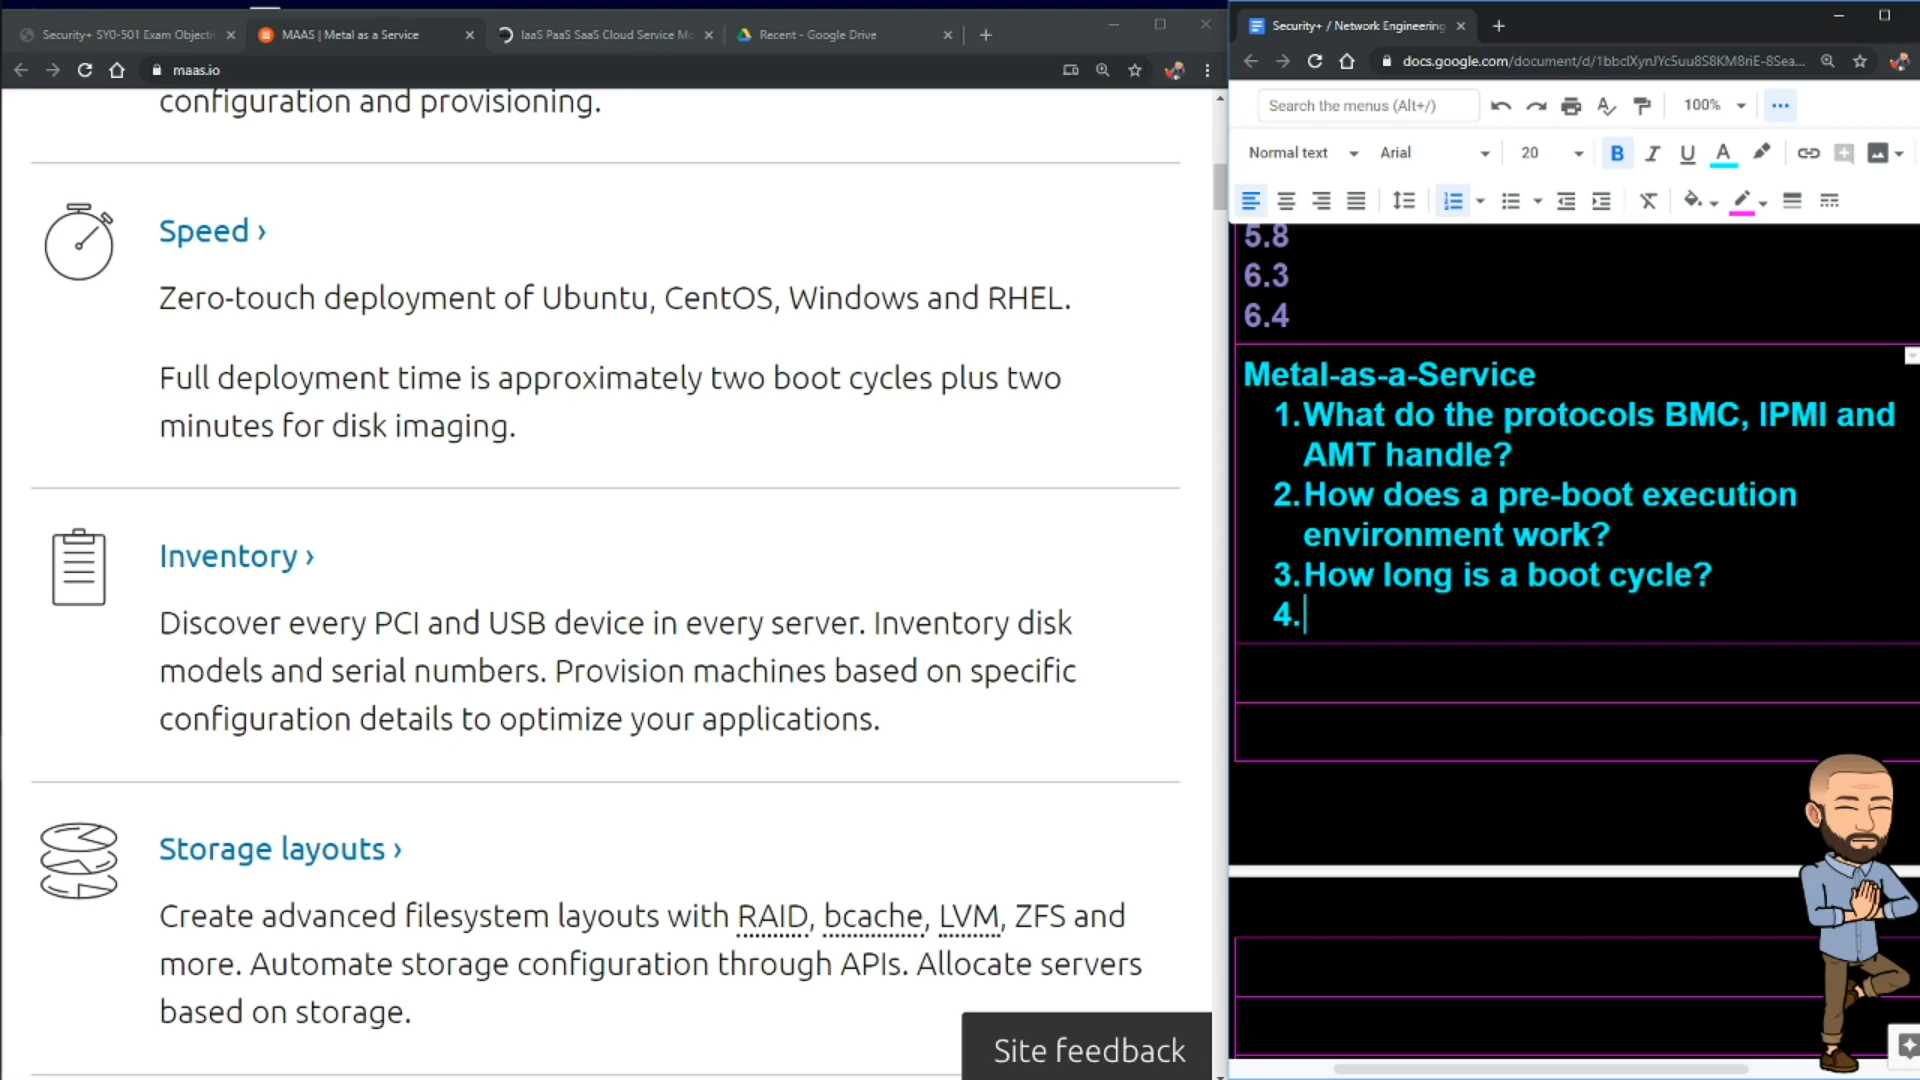 Security+ SY0-501 Exam Objecti
MAAS | Metal as a Service
IaaS PaaS SaaS Cloud Service Mo
Recent - Google Drive
maas.io
configuration and provisioning.
Speed ›
Zero-touch deployment of Ubuntu, CentOS, Windows and RHEL.
Full deployment time is approximately two boot cycles plus two
minutes for disk imaging.
Inventory ›
Discover every PCI and USB device in every server. Inventory disk
models and serial numbers. Provision machines based on specific
configuration details to optimize your applications.
Storage layouts ›
Create advanced filesystem layouts with RAID, bcache, LVM, ZFS and
more. Automate storage configuration through APIs. Allocate servers
based on storage.
Site feedback
Security+ / Network Engineering
Search the menus (Alt+/)
100%
Normal text
Arial
20
B I U A
5.8
6.3
6.4
Metal-as-a-Service
1. What do the protocols BMC, IPMI and
AMT handle?
2. How does a pre-boot execution
environment work?
3. How long is a boot cycle?
4.